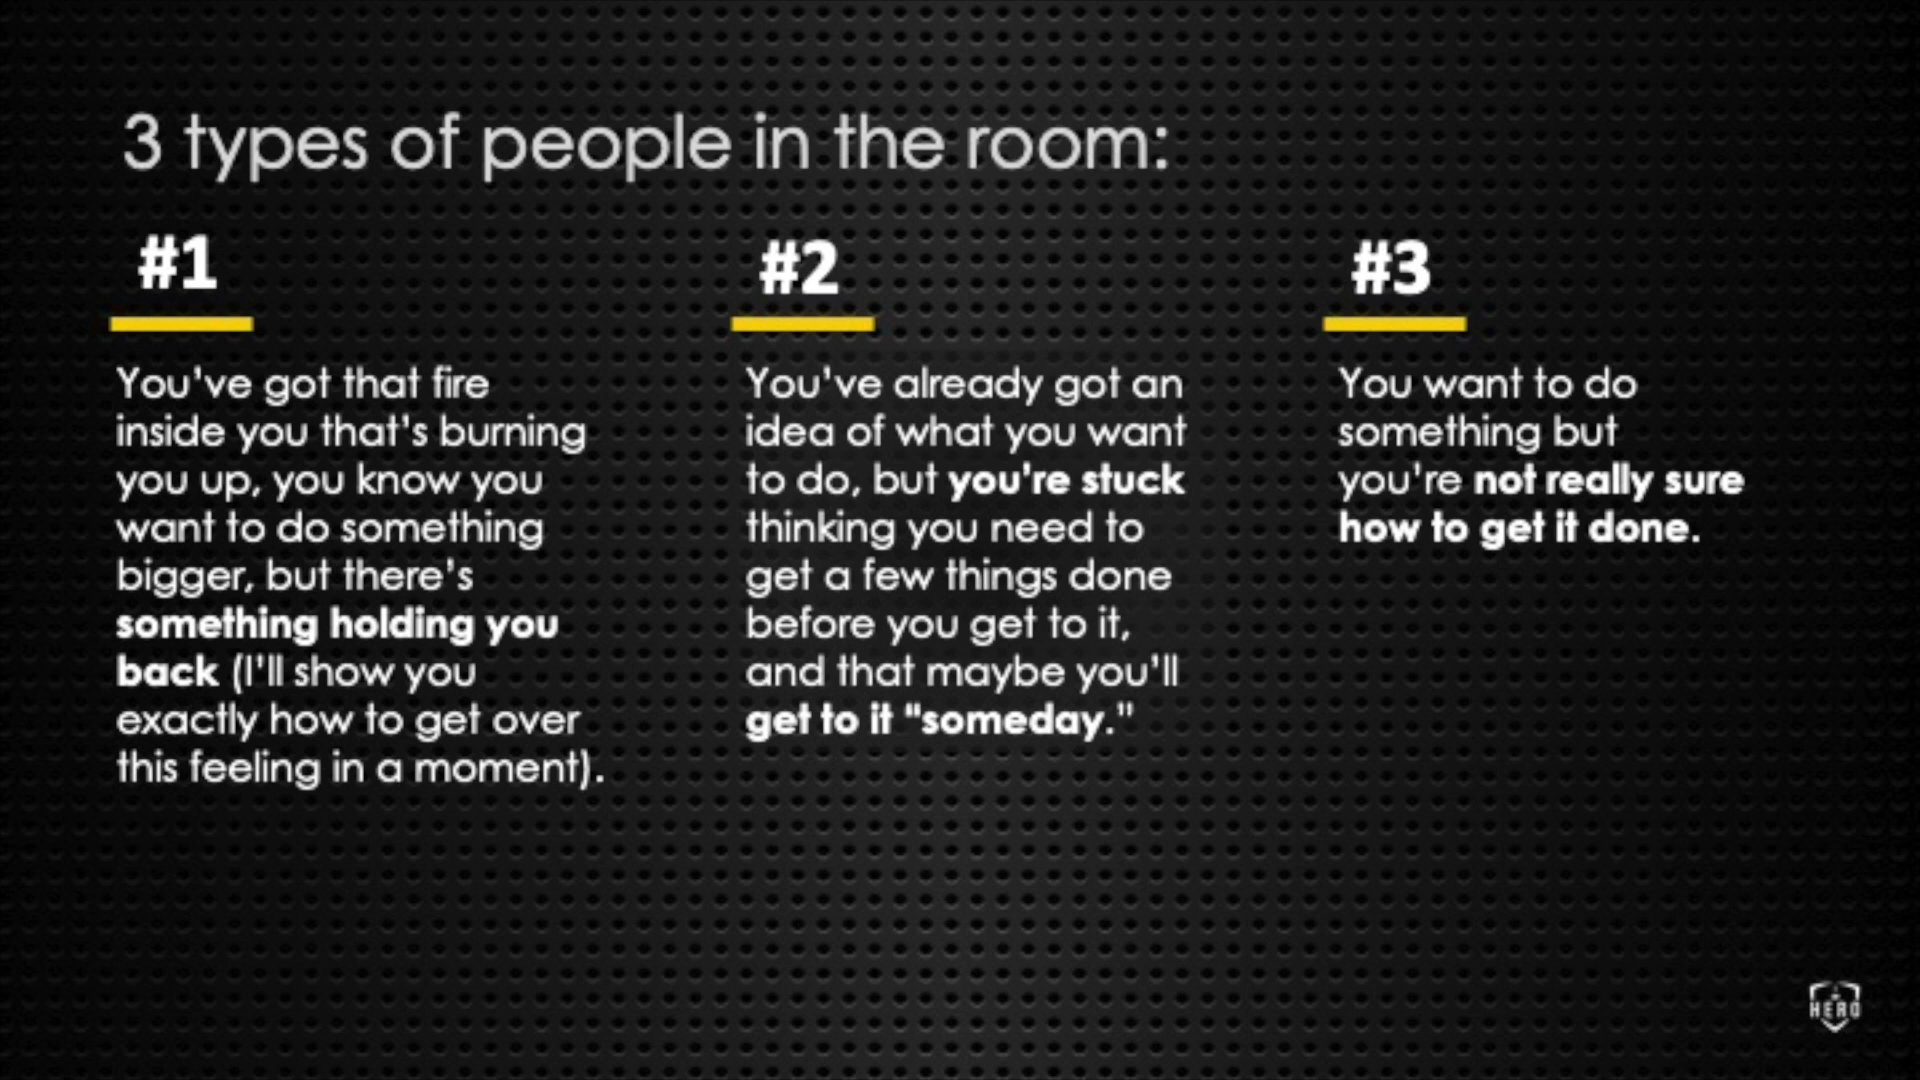 3 types of people in the room:
#1
You've got that fire
inside you that's burning
you up, you know you
want to do something
bigger, but there's
something holding you
back (I'll show you
exactly how to get over
this feeling in a moment).
#2
You've already got an
idea of what you want
to do, but you're stuck
thinking you need to
get a few things done
before you get to it,
and that maybe you'll
get to it "someday."
#3
You want to do
something but
you're not really sure
how to get it done.
HERO